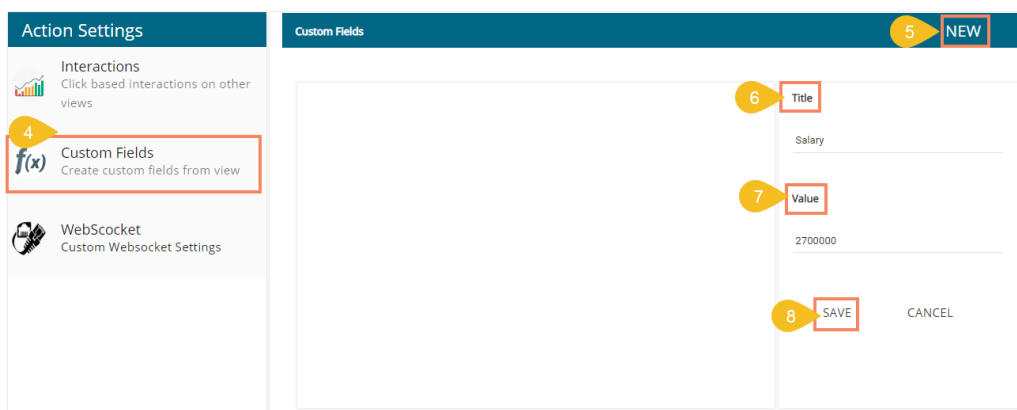 Action Settings
Interactions
Click based interactions on other
views
4
f(x)
Custom Fields
Create custom fields from view
WebScocket
Custom Websocket Settings
Custom Fields
5
NEW
6
Title
Salary
7
Value
2700000
8
SAVE
CANCEL